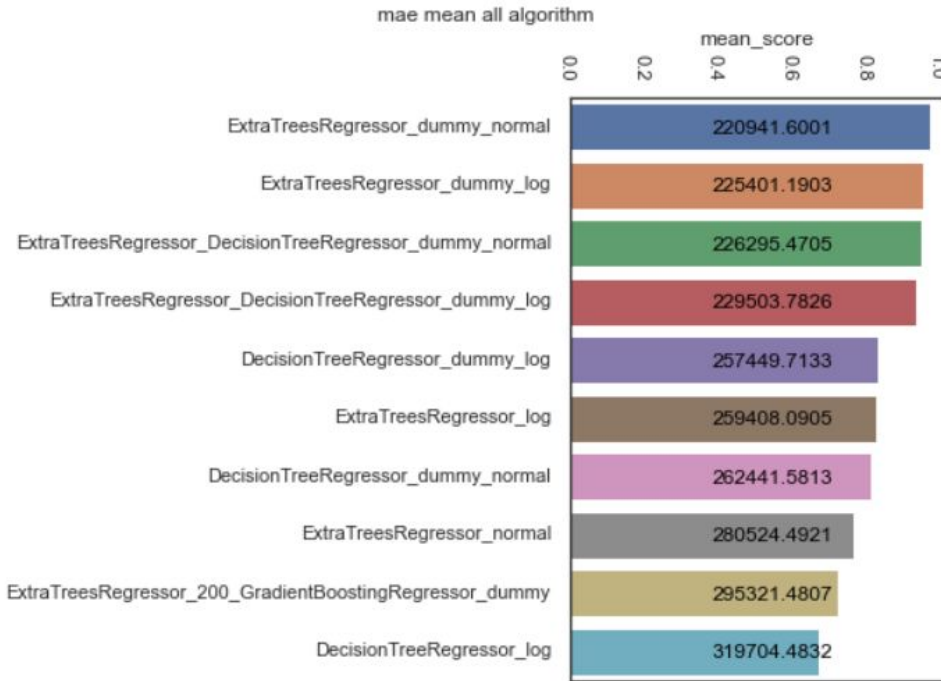 mae mean all algorithm
mean_score
0.0 0.2 0.4 0.6 0.8 1.0
ExtraTreesRegressor_dummy_normal 220941.6001
ExtraTreesRegressor_dummy_log 225401.1903
ExtraTreesRegressor_DecisionTreeRegressor_dummy_normal 226295.4705
ExtraTreesRegressor_DecisionTreeRegressor_dummy_log 229503.7826
DecisionTreeRegressor_dummy_log 257449.7133
ExtraTreesRegressor_log 259408.0905
DecisionTreeRegressor_dummy_normal 262441.5813
ExtraTreesRegressor_normal 280524.4921
ExtraTreesRegressor_200_GradientBoostingRegressor_dummy 295321.4807
DecisionTreeRegressor_log 319704.4832